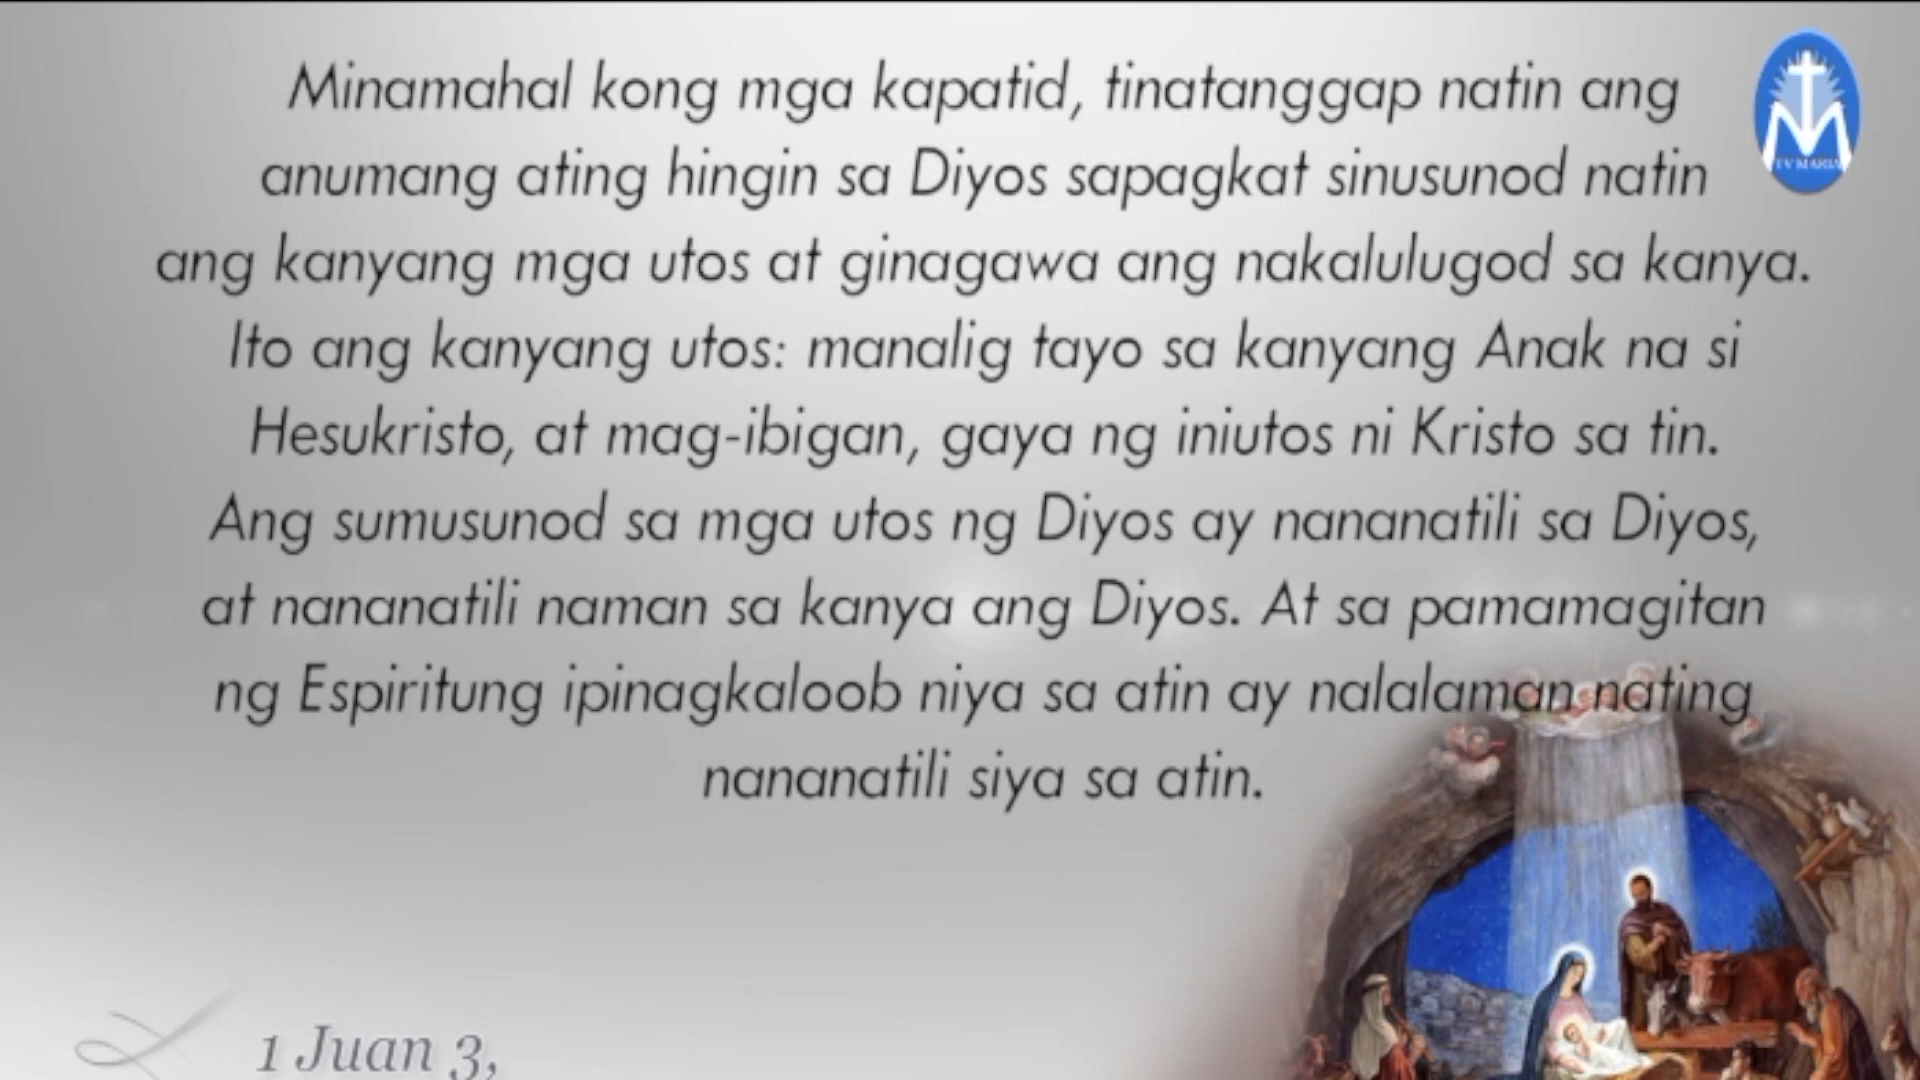 Minamahal kong mga kapatid, tinatanggap natin ang
anumang ating hingin sa Diyos sapagkat sinusunod natin
ang kanyang mga utos at ginagawa ang nakalulugod sa kanya.
Ito ang kanyang utos: manalig tayo sa kanyang Anak na si
Hesukristo, at mag-ibigan, gaya ng iniutos ni Kristo sa tin.
Ang sumusunod sa mga utos ng Diyos ay nananatili sa Diyos,
at nananatili naman sa kanya ang Diyos. At sa pamamagitan
ng Espiritung ipinagkaloob niya sa atin ay nalalaman nating
nananatili siya sa atin.
1 Juan 3,
TV MARIA